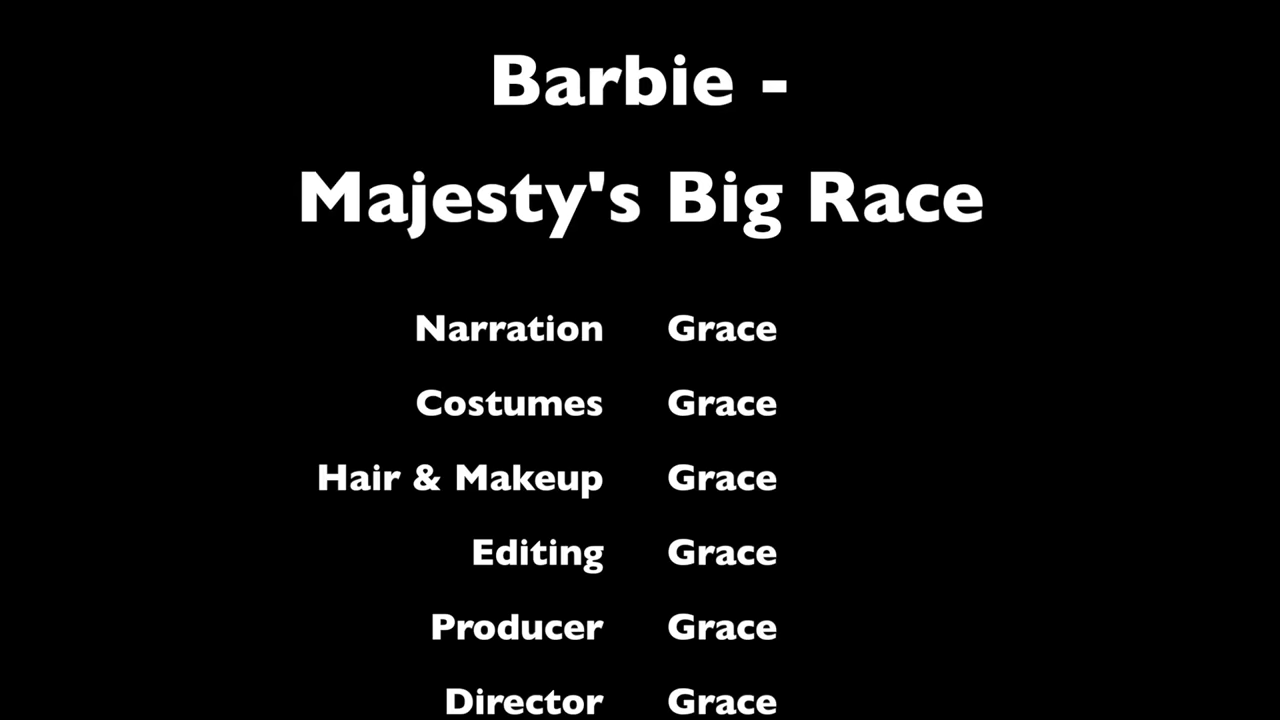 Barbie -
Majesty's Big Race
Narration Grace
Costumes Grace
Hair & Makeup Grace
Editing Grace
Producer Grace
Director Grace